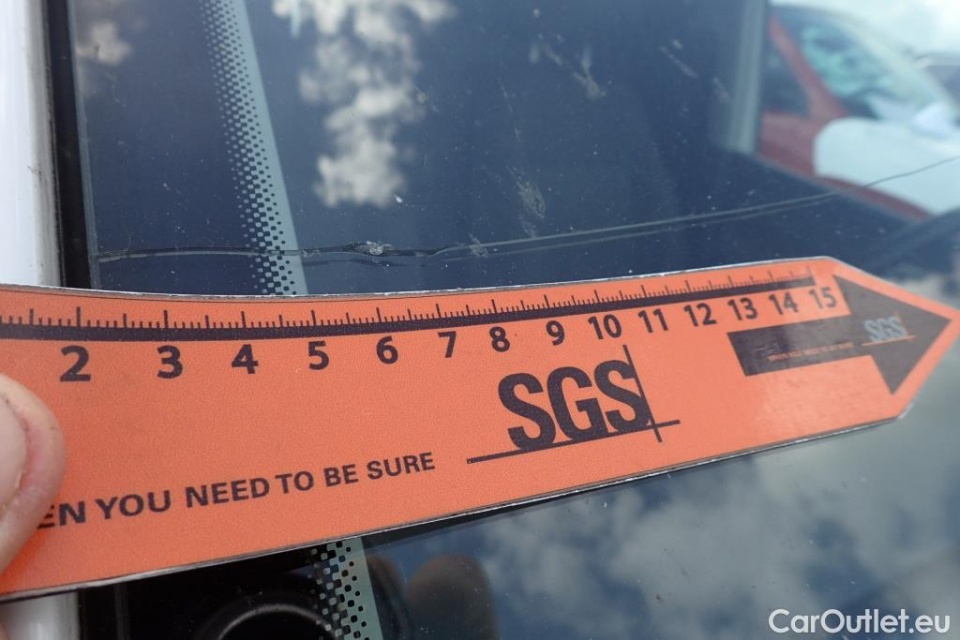 2 3 4 5 6 7 8 9 10 11 12 13 14 15
SGS
SGS
EN YOU NEED TO BE SURE
CarOutlet.eu